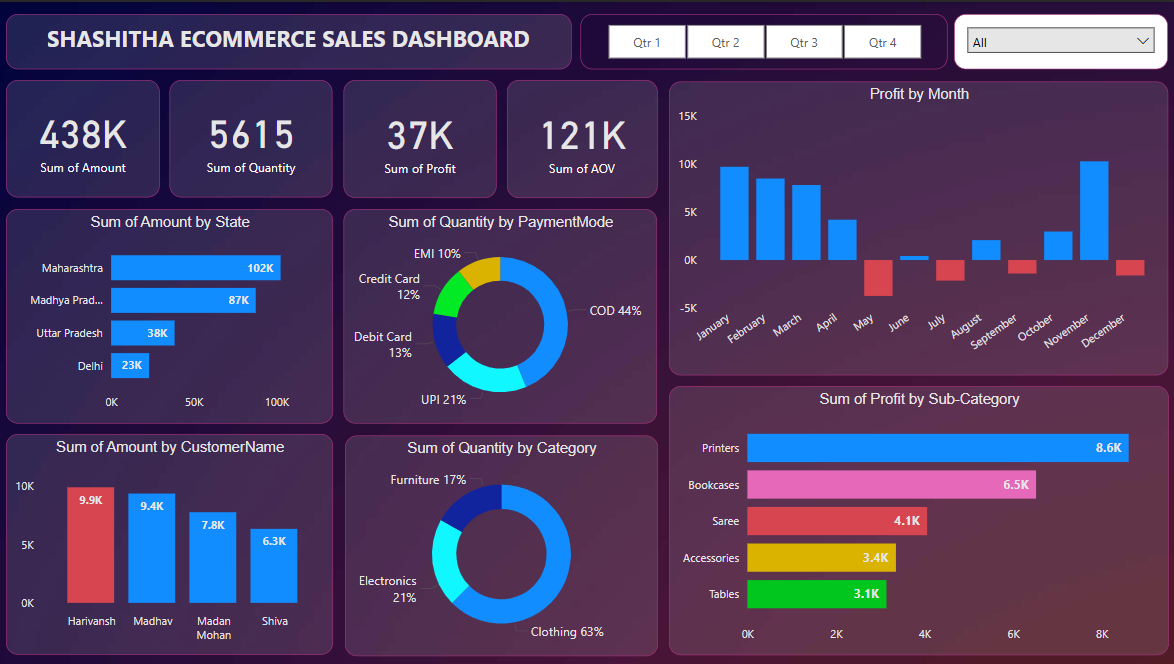 SHASHITHA ECOMMERCE SALES DASHBOARD
Qtr 1
Qtr 2
Qtr 3
Qtr 4
All
438K
Sum of Amount
5615
Sum of Quantity
37K
Sum of Profit
121K
Sum of AOV
Profit by Month
15K
10K
5K
0K
-5K
January
February
March
April
May
June
July
August
September
October
November
December
Sum of Amount by State
Maharashtra
102K
Madhya Prad...
87K
Uttar Pradesh
38K
Delhi
23K
0K
50K
100K
Sum of Quantity by PaymentMode
EMI 10%
Credit Card
12%
Debit Card
13%
UPI 21%
COD 44%
Sum of Profit by Sub-Category
Printers
8.6K
Bookcases
6.5K
Saree
4.1K
Accessories
3.4K
Tables
3.1K
0K
2K
4K
6K
8K
Sum of Amount by CustomerName
10K
5K
0K
9.9K
9.4K
7.8K
6.3K
Harivansh
Madhav
Madan
Mohan
Shiva
Sum of Quantity by Category
Furniture 17%
Electronics
21%
Clothing 63%